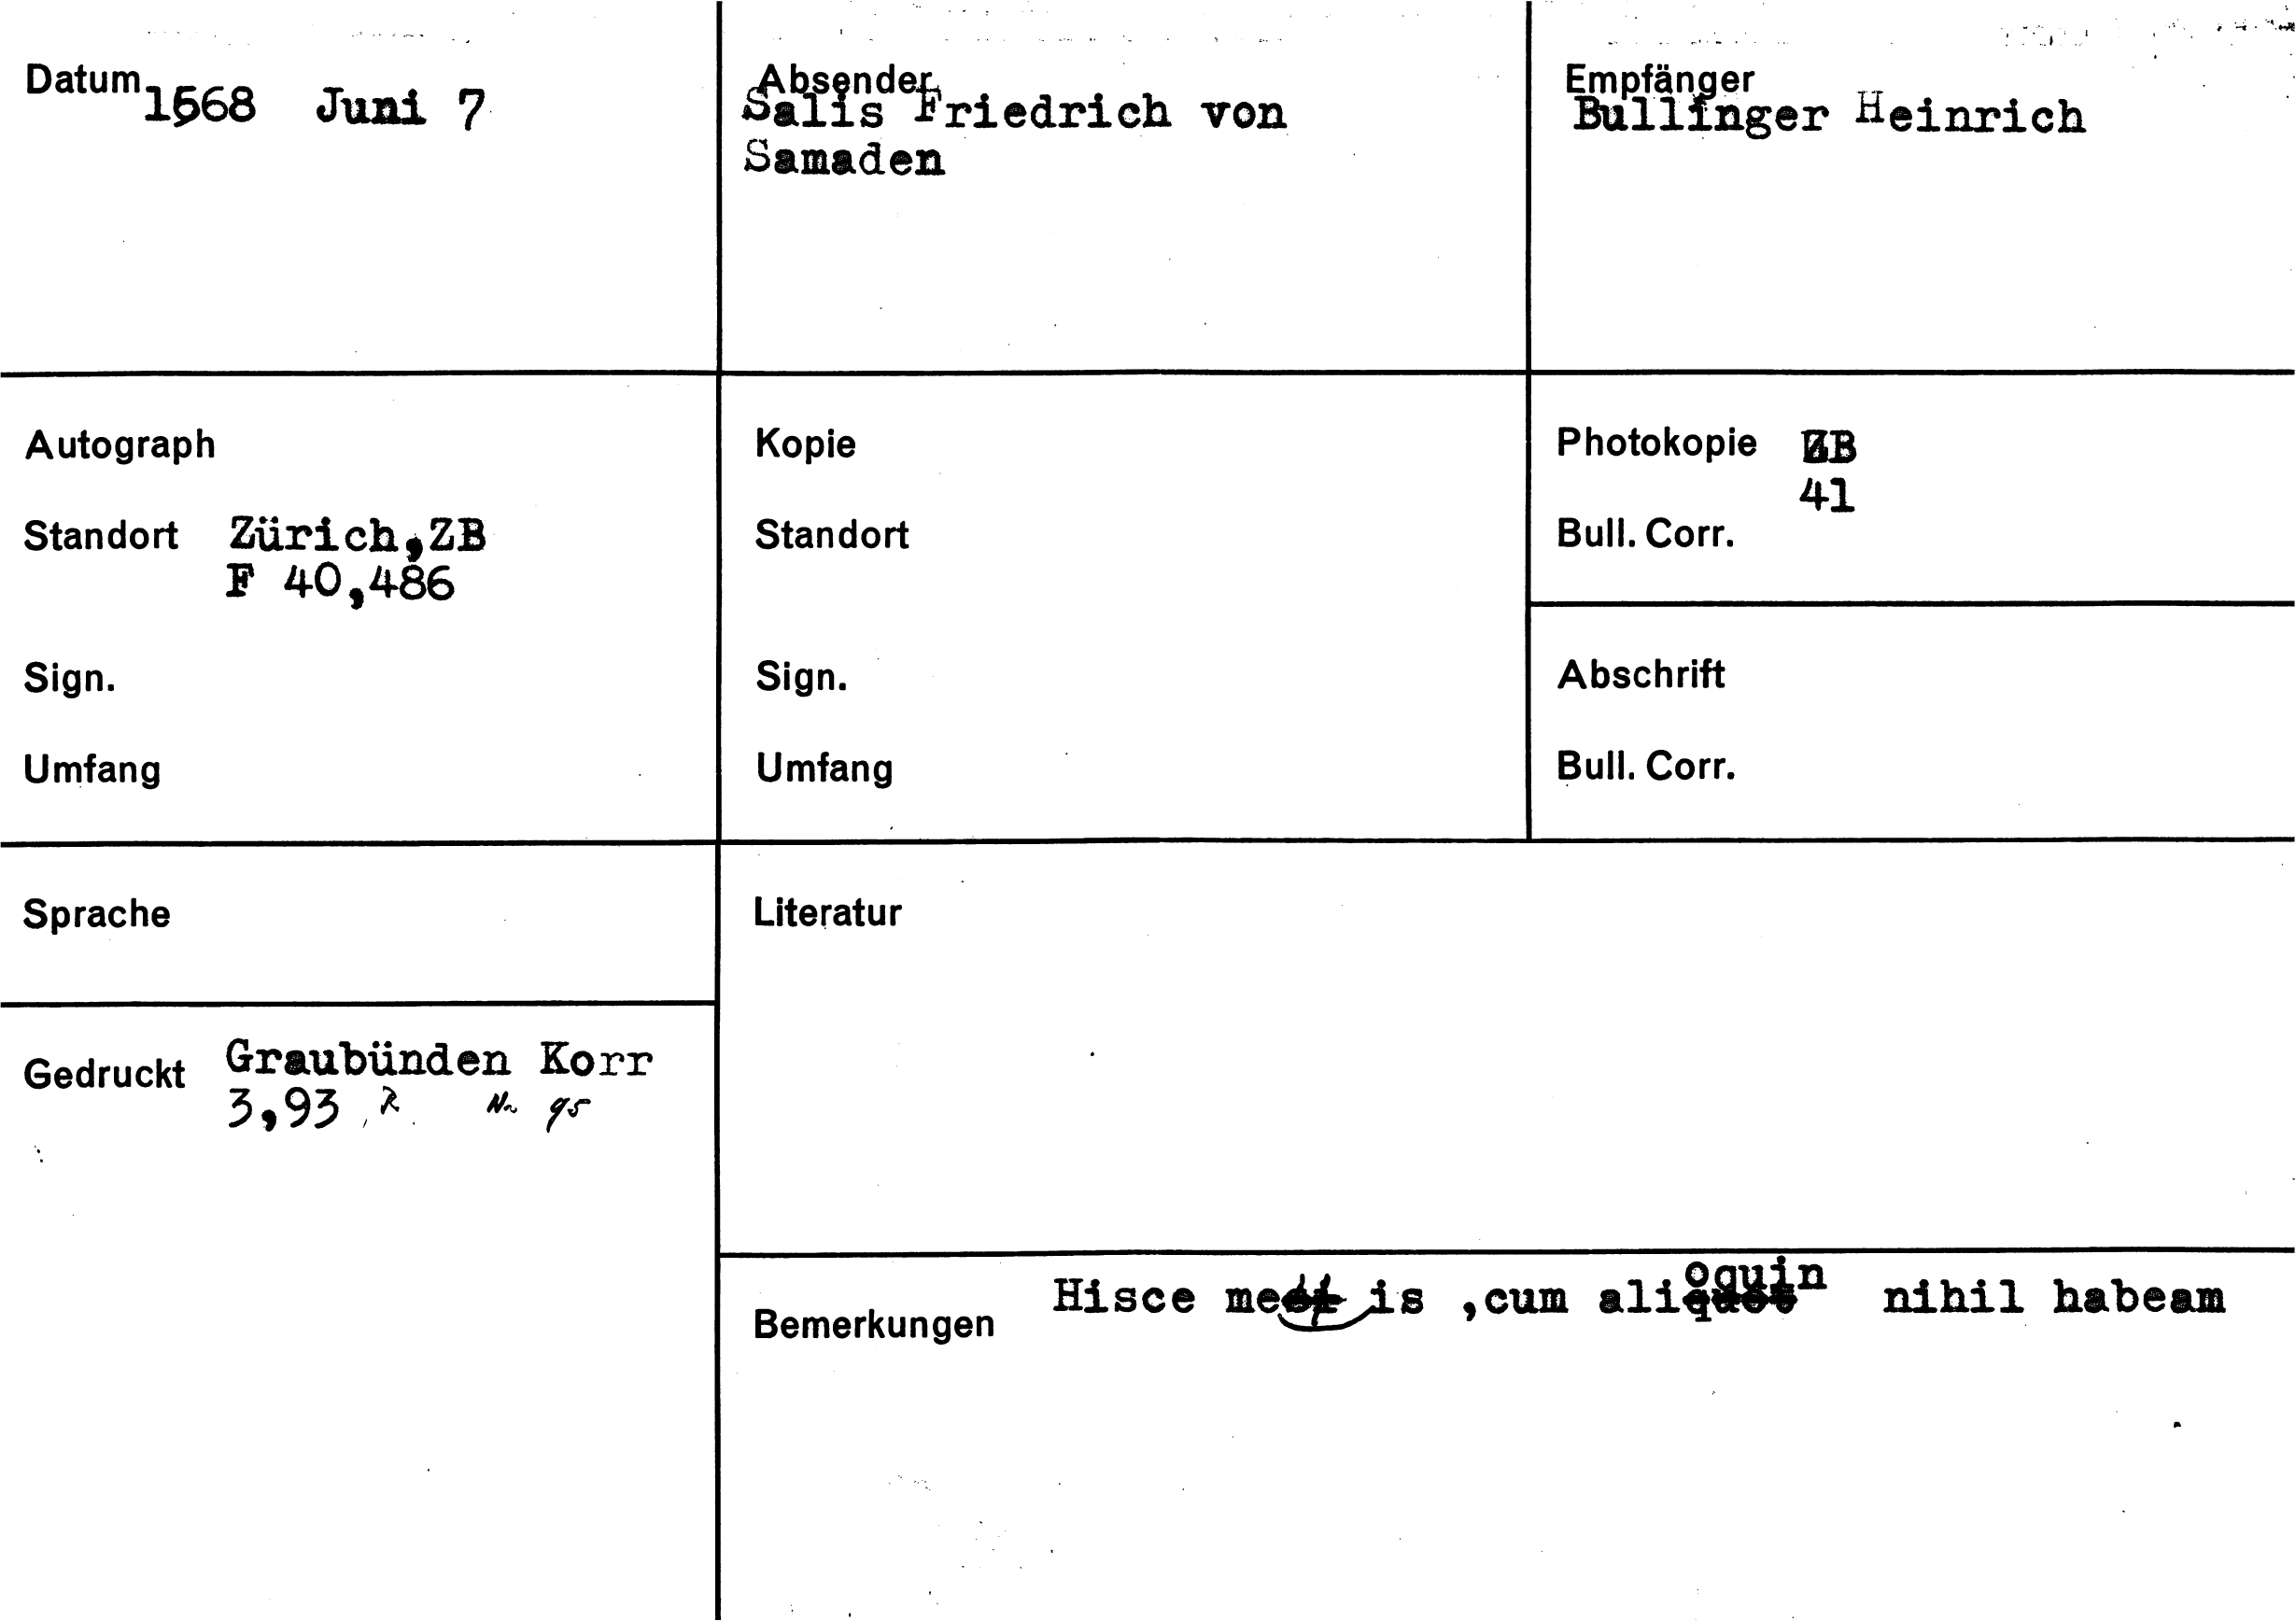 Datum 1568 Juni 7
Absender
Salis Friedrich von
Samaden
Empfänger
Bullinger Heinrich
Autograph
Standort Zürich,ZB
F 40,486
Sign.
Umfang
Kopie
Standort
Sign.
Umfang
Photokopie ZB
41
Bull. Corr.
Abschrift
Bull. Corr.
Sprache
Literatur
Gedruckt Graubünden Korr
3,93 R Nr 95
Bemerkungen Hisce meis ,cum alioquin nihil habeam